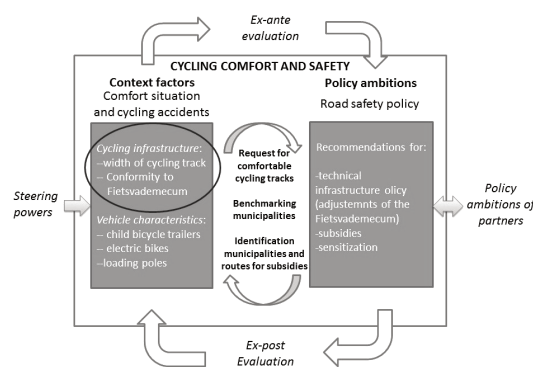 Ex-ante
evaluation
CYCLING COMFORT AND SAFETY
Context factors
Comfort situation
and cycling accidents
Policy ambitions
Road safety policy
Cycling infrastructure:
--width of cycling track
-- Conformity to
Fietsvademecum
Vehicle characteristics:
-- child bicycle trailers
-- electric bikes
--loading poles
Request for
comfortable
cycling tracks
Benchmarking
municipalities
Identification
municipalities and
routes for subsidies
Recommendations for:
-technical
infrastructure olicy
(adjustemnts of the
Fietsvademecum)
-subsidies
-sensitization
Steering
powers
Policy
ambitions of
partners
Ex-post
Evaluation